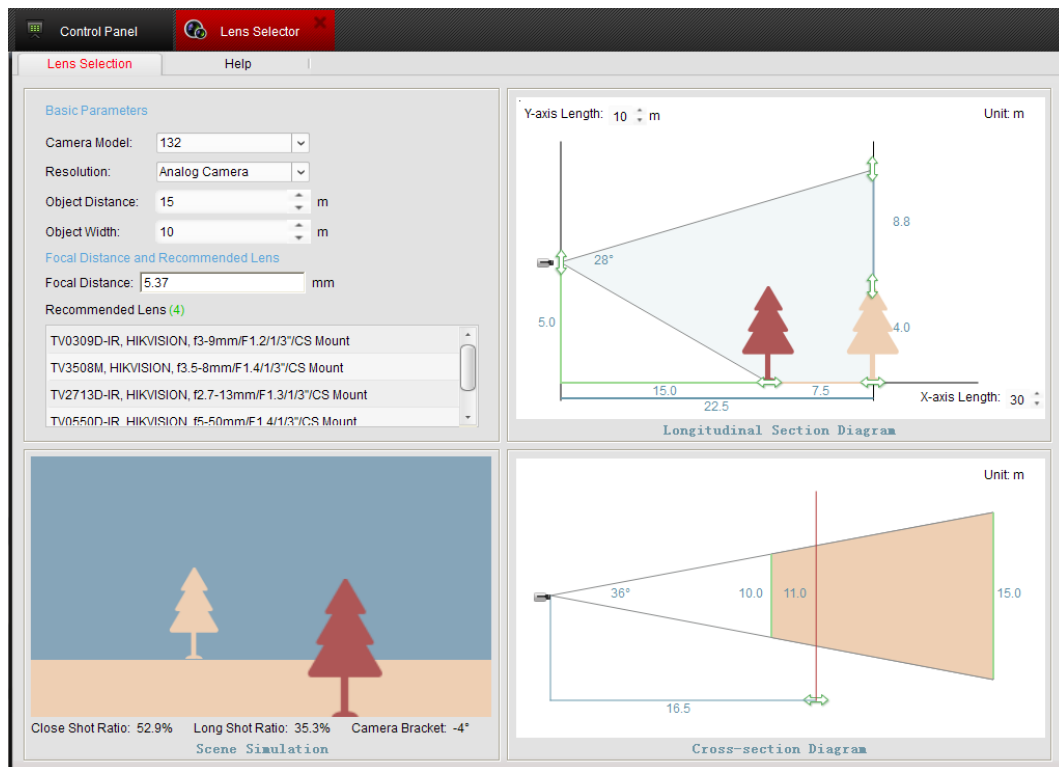 Control Panel
Lens Selector
Lens Selection
Help
Basic Parameters
Camera Model: 132
Resolution: Analog Camera
Object Distance: 15 m
Object Width: 10 m
Focal Distance and Recommended Lens
Focal Distance: 5.37 mm
Recommended Lens (4)
TV0309D-IR, HIKVISION, f3-9mm/F1.2/1/3"/CS Mount
TV3508M, HIKVISION, f3.5-8mm/F1.4/1/3"/CS Mount
TV2713D-IR, HIKVISION, f2.7-13mm/F1.3/1/3"/CS Mount
TV0550D-IR, HIKVISION, f5-50mm/F1.4/1/3"/CS Mount
Y-axis Length: 10 m
Unit: m
8.8
28°
5.0
4.0
15.0
7.5
22.5
X-axis Length: 30
Longitudinal Section Diagram
Close Shot Ratio: 52.9% Long Shot Ratio: 35.3% Camera Bracket: -4°
Scene Simulation
Unit: m
36°
10.0
11.0
15.0
16.5
Cross-section Diagram